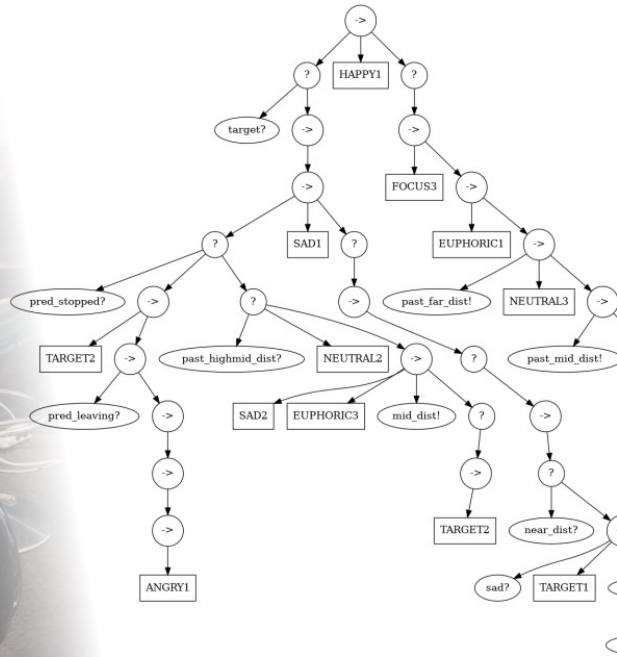 ->
? HAPPY1 ?
target? -> ->
-> FOCUS3 ->
? SAD1 ? EUPHORIC1 ->
pred_stopped? -> ? -> past_far_dist! NEUTRAL3 ->
TARGET2 -> past_highmid_dist? NEUTRAL2 -> ? past_mid_dist!
pred_leaving? -> SAD2 EUPHORIC3 mid_dist! ? ->
-> -> ?
-> TARGET2 near_dist?
ANGRY1 sad? TARGET1